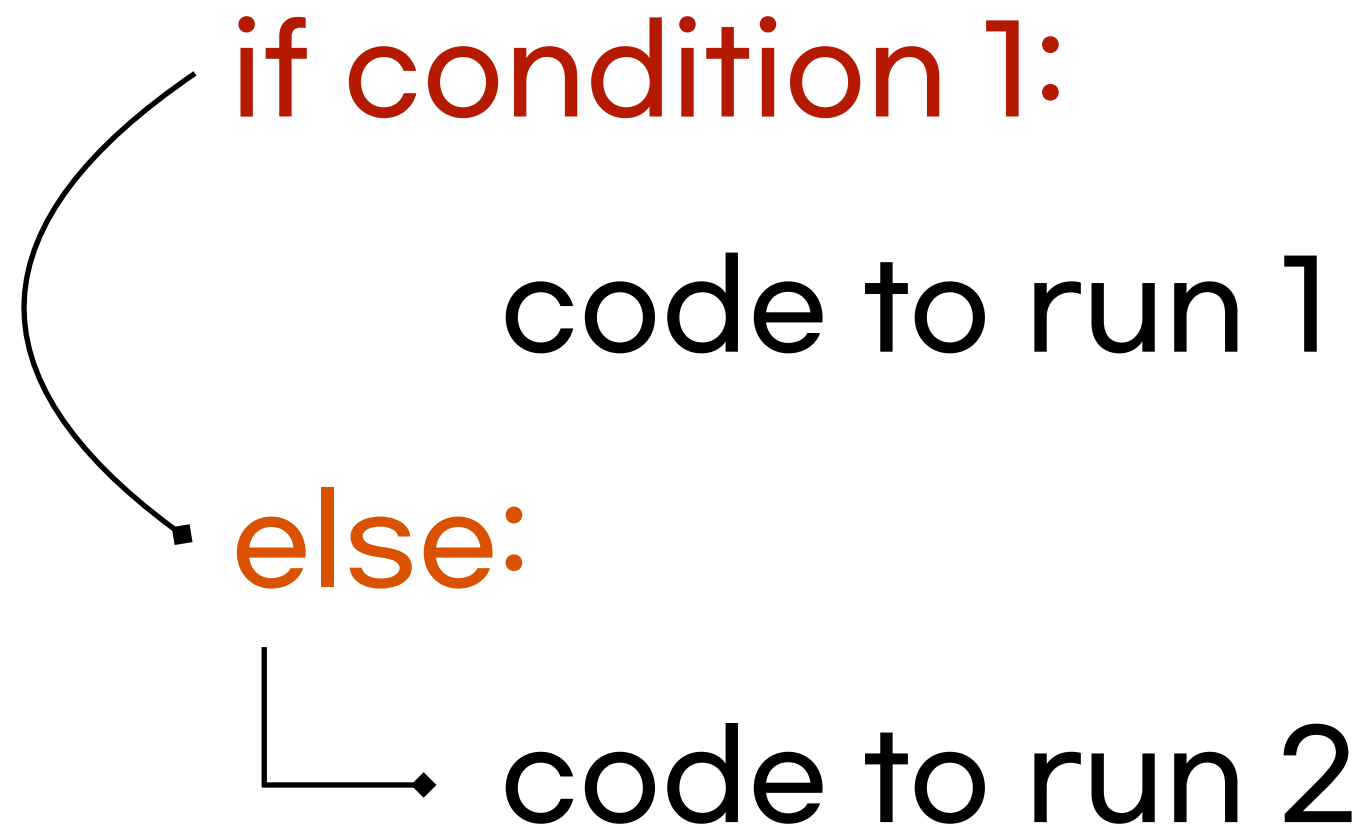 if condition 1:
code to run 1
else:
code to run 2